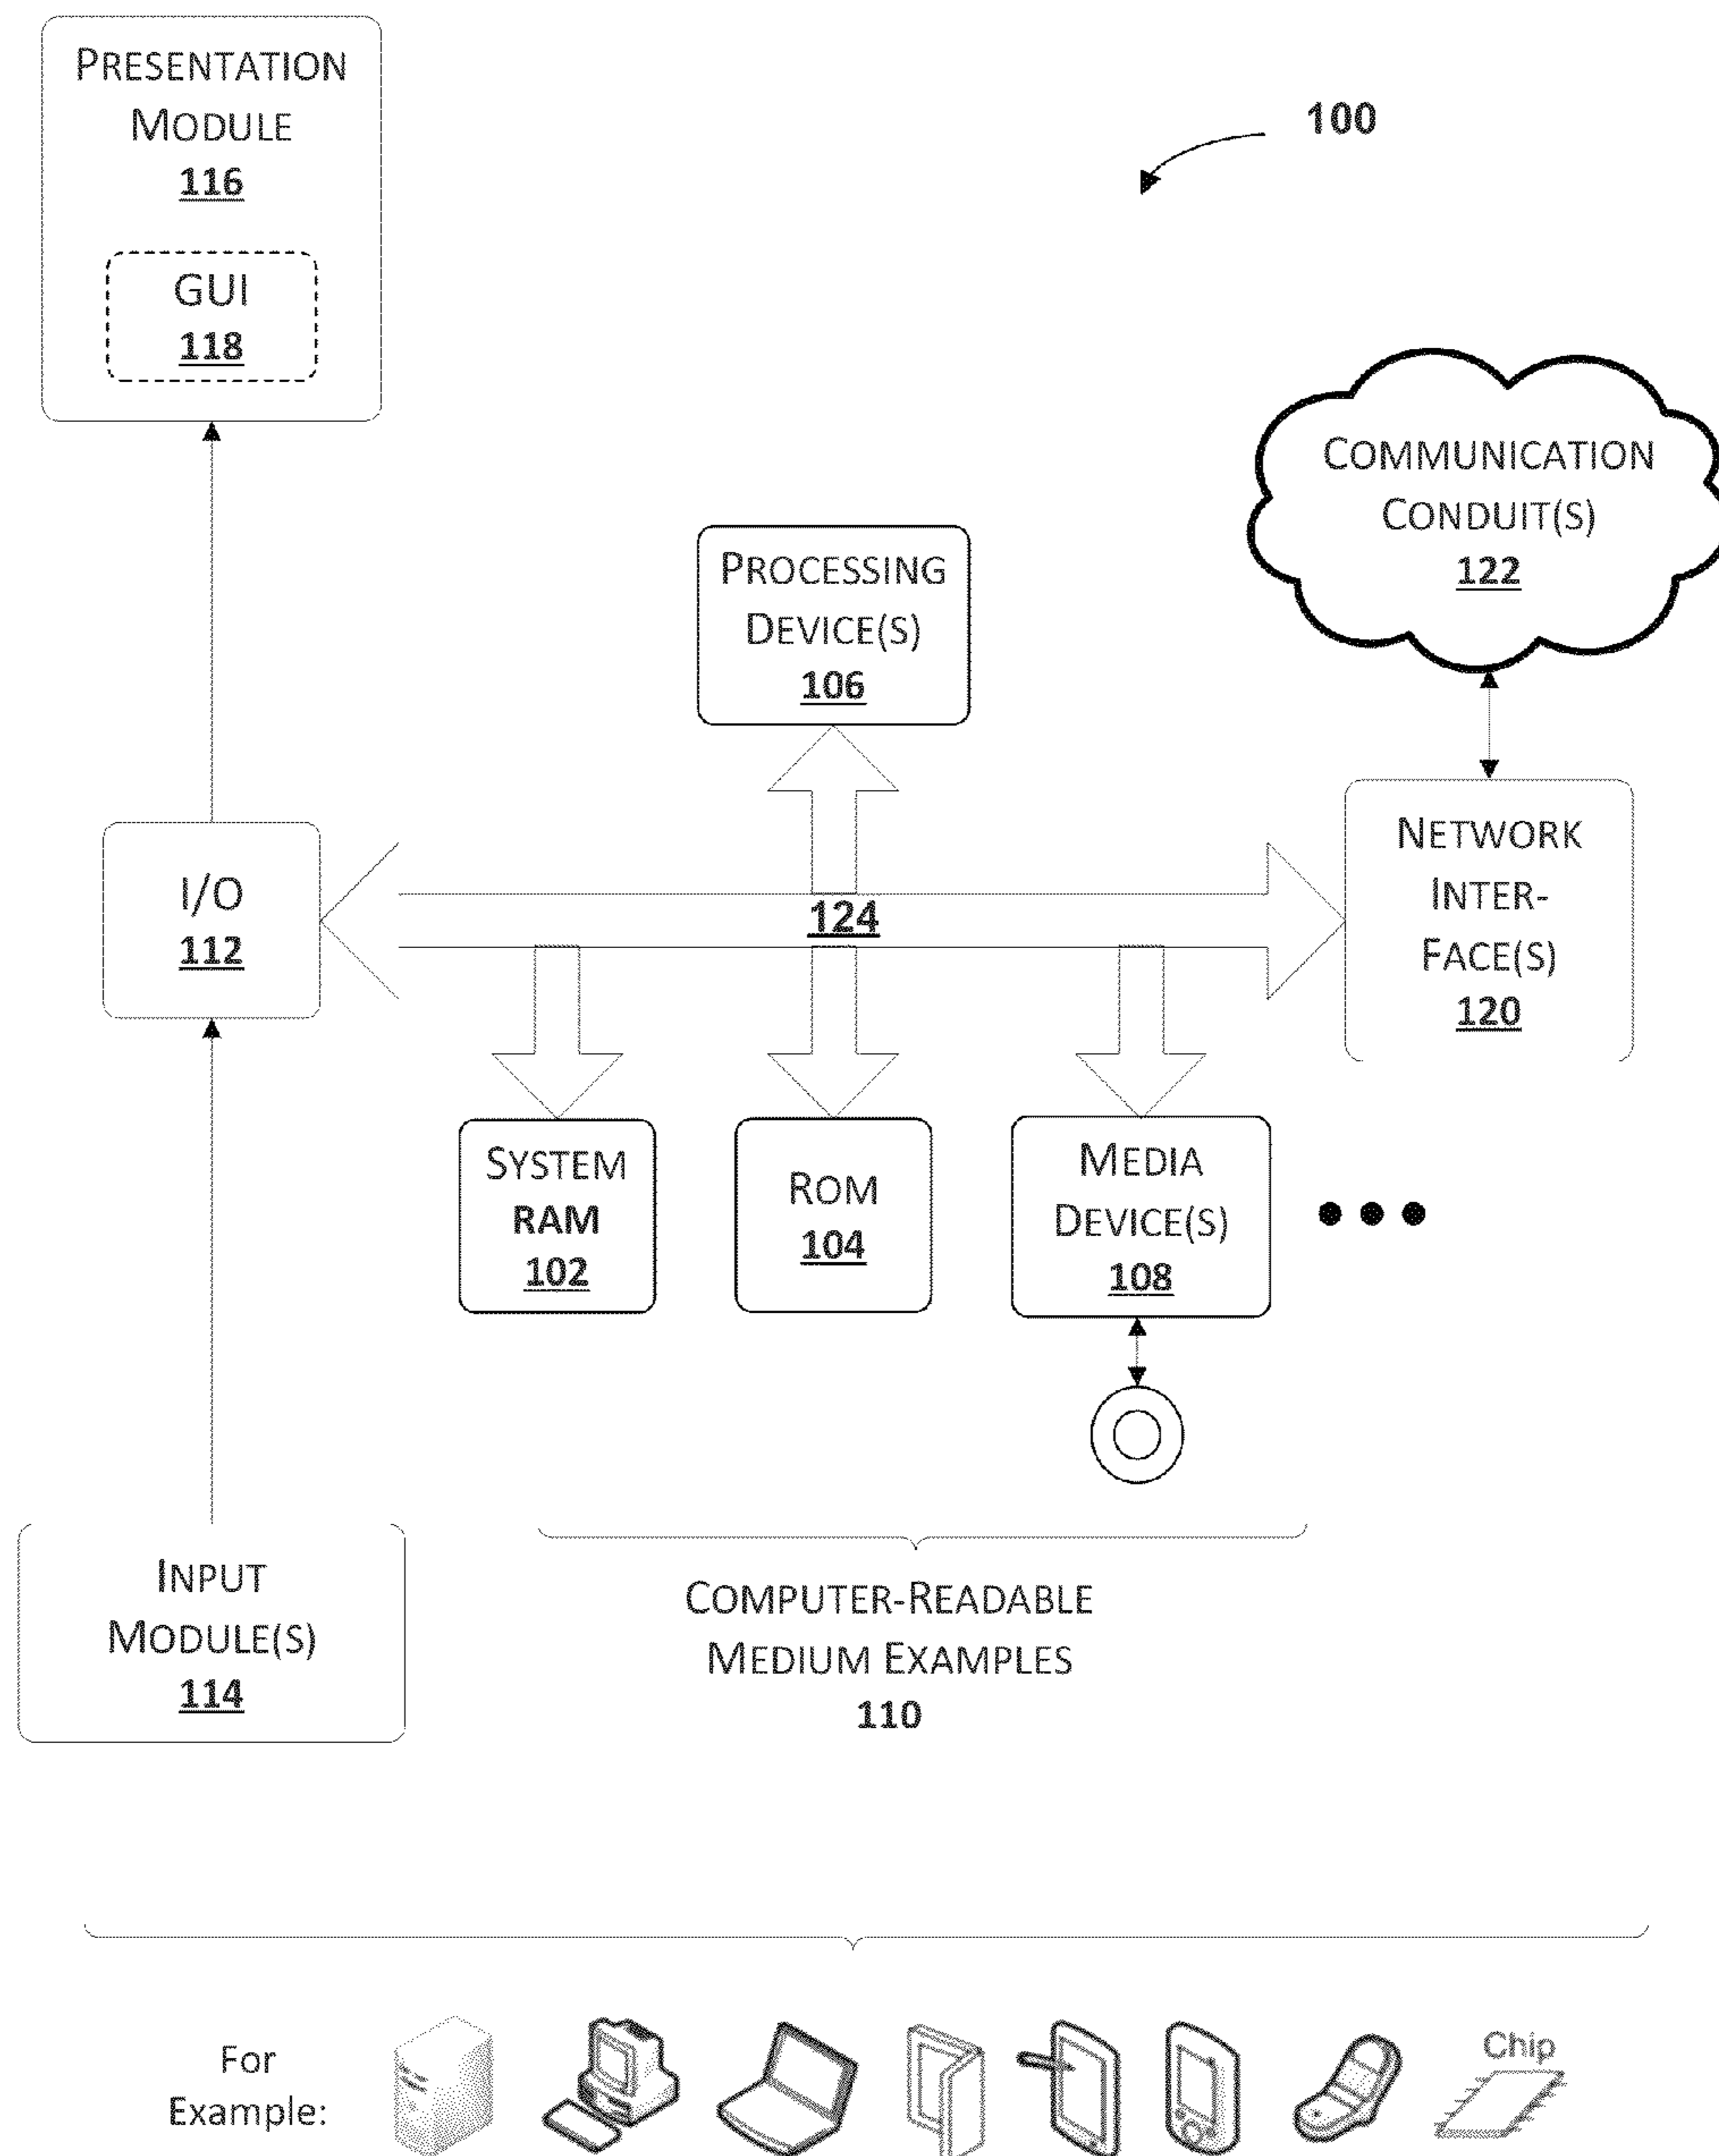 PRESENTATION
MODULE
116
GUI
118
100
COMMUNICATION
CONDUIT(S)
122
PROCESSING
DEVICE(S)
106
I/O
112
124
NETWORK
INTER-
FACE(S)
120
SYSTEM
RAM
102
ROM
104
MEDIA
DEVICE(S)
108
INPUT
MODULE(S)
114
COMPUTER-READABLE
MEDIUM EXAMPLES
110
For
Example:
Chip